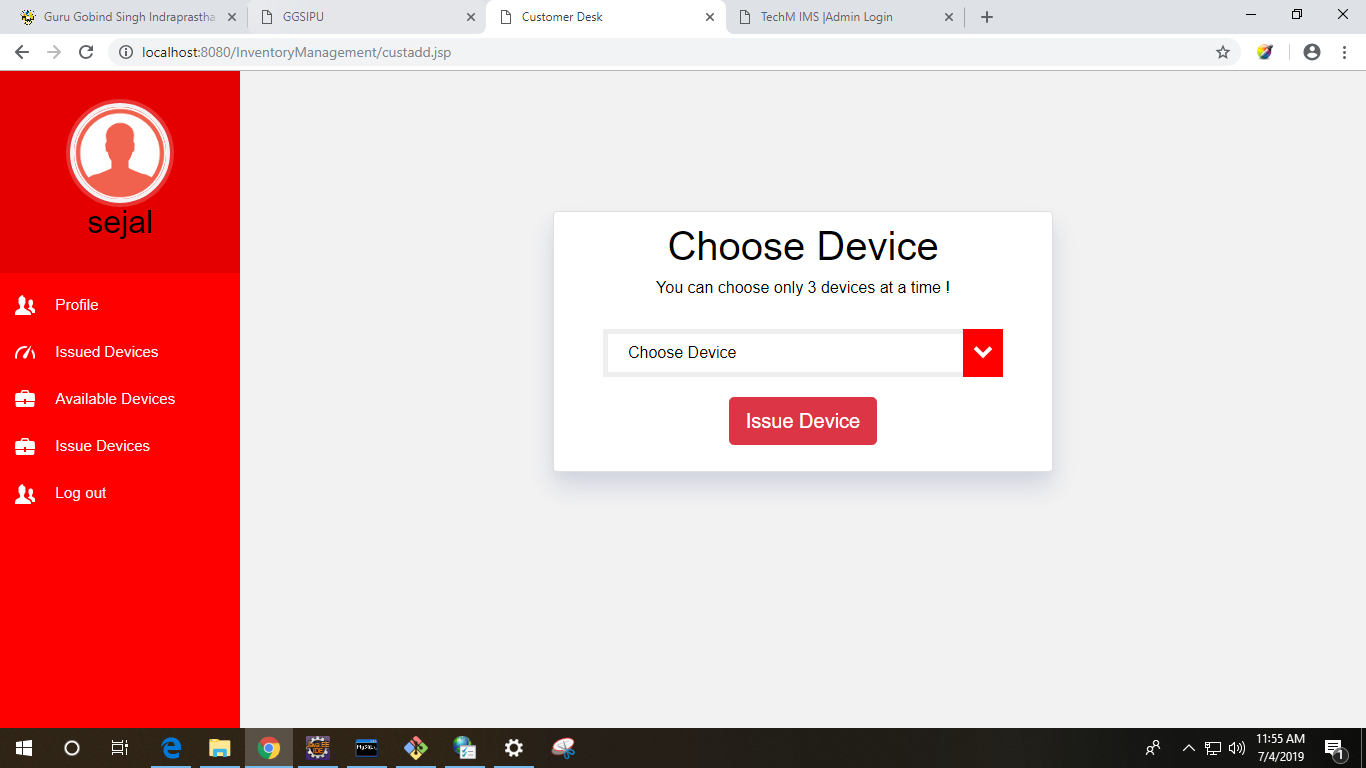 Guru Gobind Singh Indraprastha
GGSIPU
Customer Desk
TechM IMS |Admin Login
localhost:8080/InventoryManagement/custadd.jsp
sejal
Profile
Issued Devices
Available Devices
Issue Devices
Log out
Choose Device
You can choose only 3 devices at a time !
Choose Device
Issue Device
MySQL
11:55 AM
7/4/2019
1